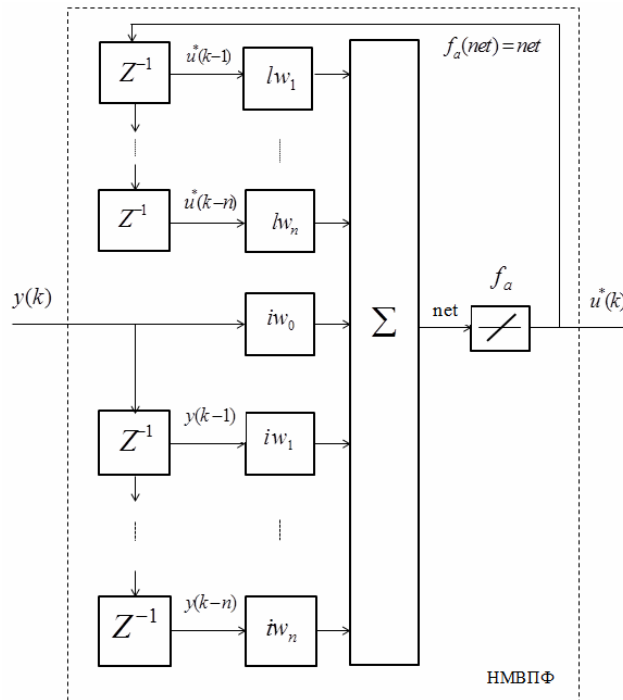 Z⁻¹ u*(k−1) lw₁ fₐ(net) = net
Z⁻¹ u*(k−n) lwₙ
y(k) iw₀ Σ net fₐ u*(k)
Z⁻¹ y(k−1) iw₁
Z⁻¹ y(k−n) iwₙ
НМВПФ